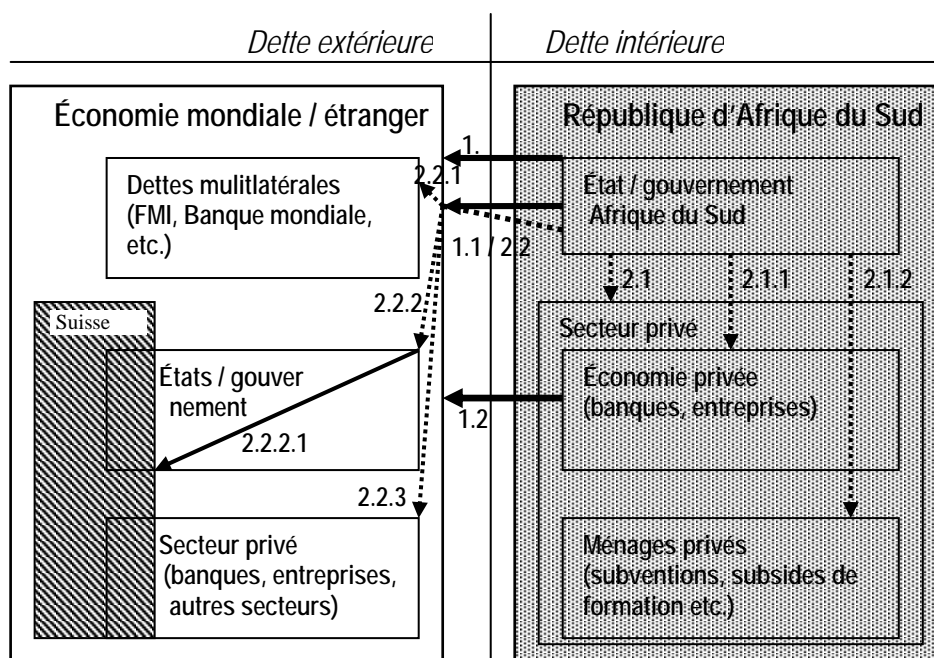 Dette extérieure
Dette intérieure
Économie mondiale / étranger
République d'Afrique du Sud
1.
2.2.1
Dettes mulitlatérales
(FMI, Banque mondiale,
etc.)
État / gouvernement
Afrique du Sud
1.1 / 2.2
2.1
2.1.1
2.1.2
2.2.2
Suisse
Secteur privé
États / gouver
nement
Économie privée
(banques, entreprises)
1.2
2.2.2.1
2.2.3
Secteur privé
(banques, entreprises,
autres secteurs)
Ménages privés
(subventions, subsides de
formation etc.)